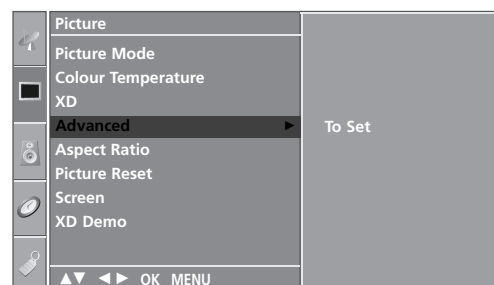 Picture
Picture Mode
Colour Temperature
XD
Advanced ► To Set
Aspect Ratio
Picture Reset
Screen
XD Demo
▲▼ ◄► OK MENU